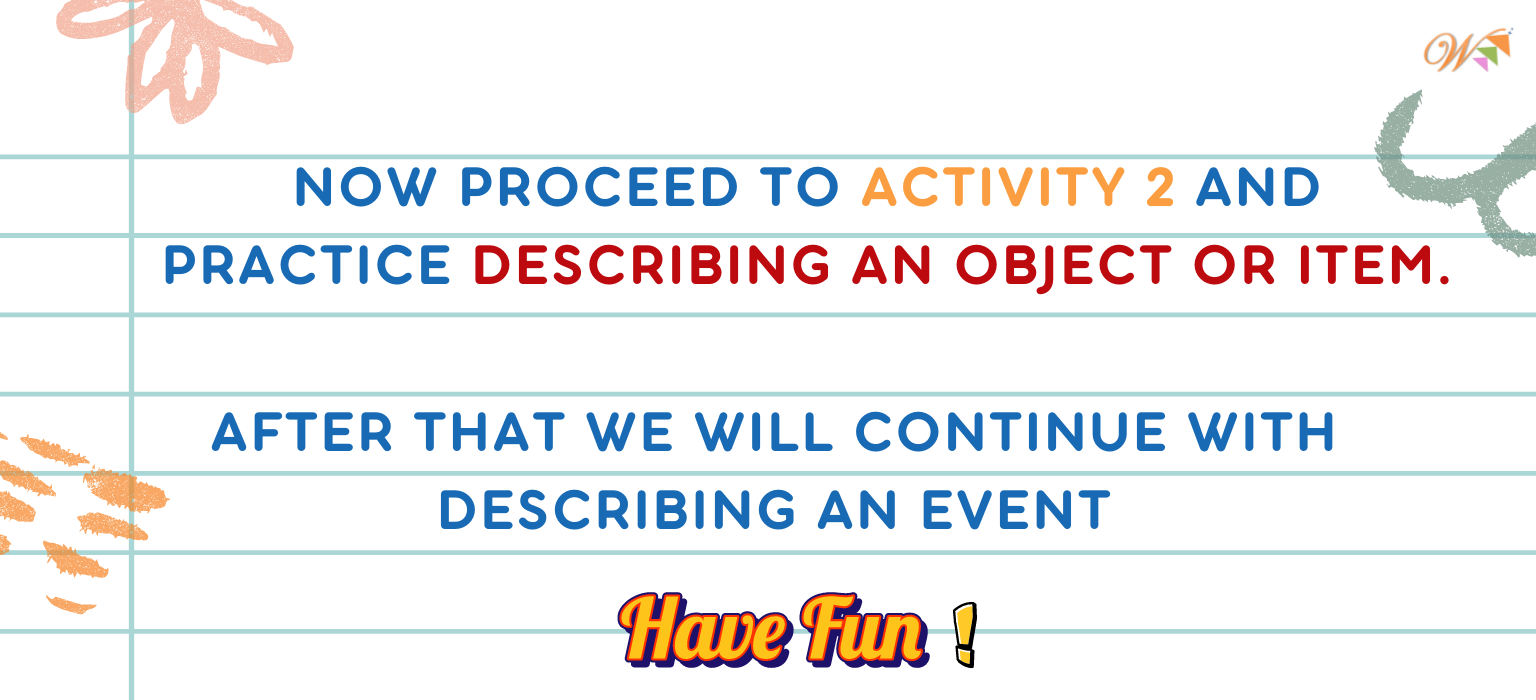 W
NOW PROCEED TO ACTIVITY 2 AND
PRACTICE DESCRIBING AN OBJECT OR ITEM.
AFTER THAT WE WILL CONTINUE WITH
DESCRIBING AN EVENT
Have Fun !